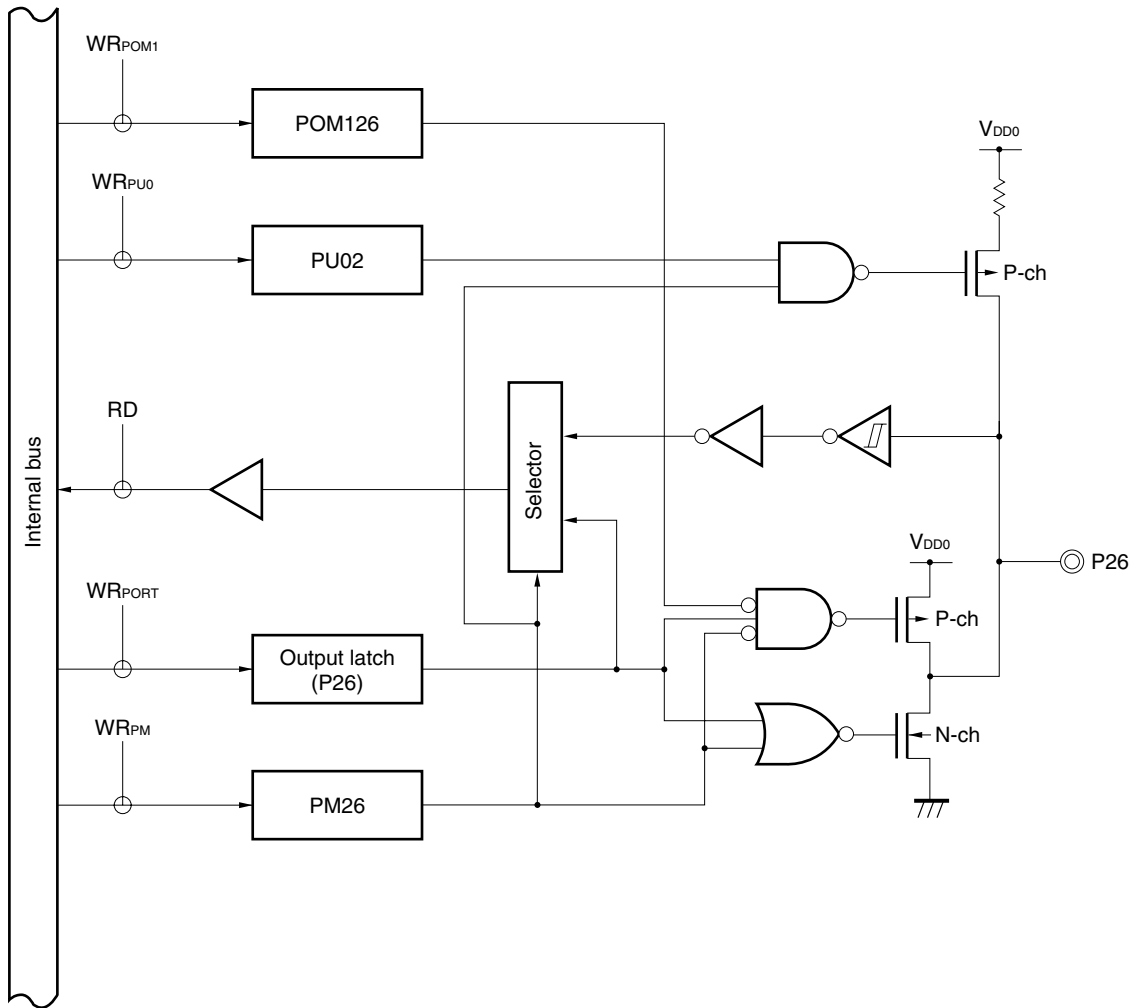 WRPOM1
POM126
VDD0
WRPU0
PU02
P-ch
RD
Selector
Internal bus
VDD0
P26
WRPORT
P-ch
Output latch
(P26)
WRPM
N-ch
PM26